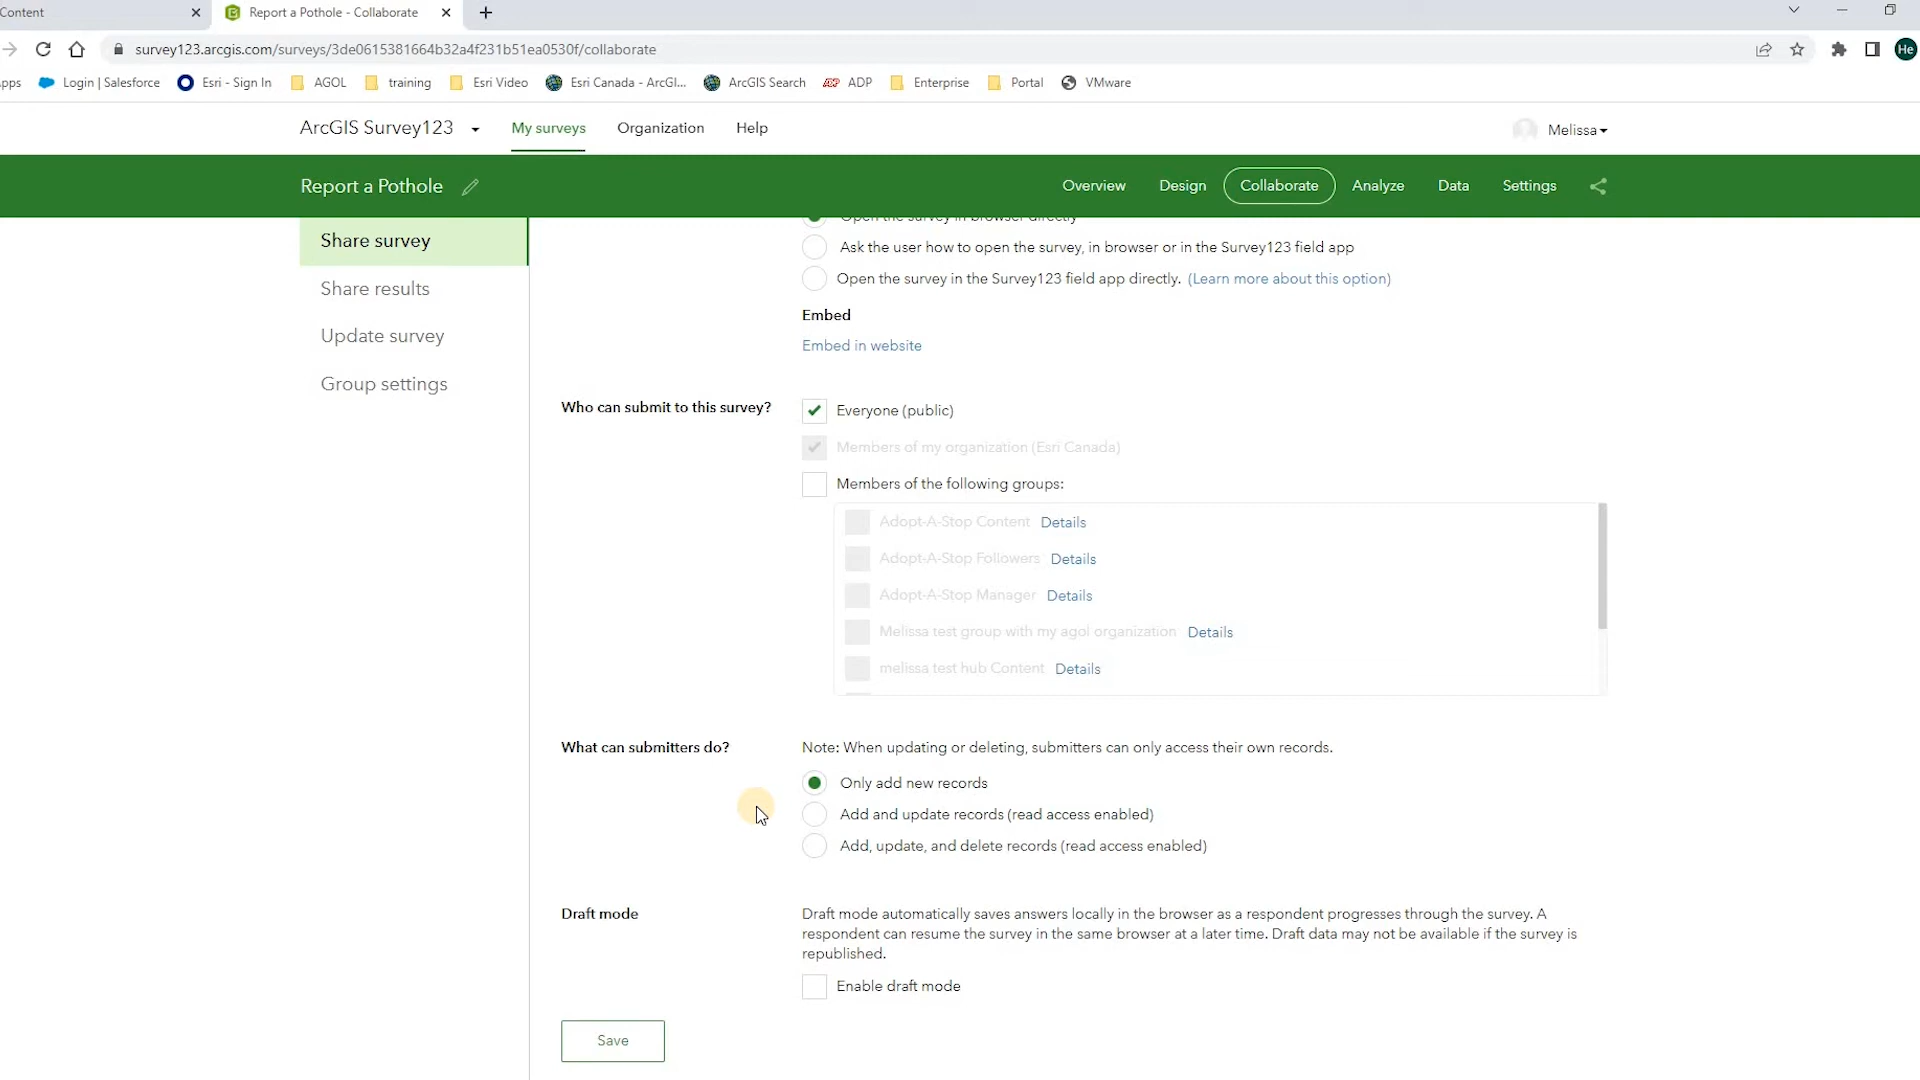 Content
Report a Pothole - Collaborate
survey123.arcgis.com/surveys/3de0615381664b32a4f231b51ea0530f/collaborate
He
pps
Login | Salesforce
Esri - Sign In
AGOL
training
Esri Video
Esri Canada - ArcGI...
ArcGIS Search
ADP
Enterprise
Portal
VMware
ArcGIS Survey123
My surveys
Organization
Help
Melissa
Report a Pothole
Overview
Design
Collaborate
Analyze
Data
Settings
Share survey
Share results
Update survey
Group settings
Open the survey in browser directly
Ask the user how to open the survey, in browser or in the Survey123 field app
Open the survey in the Survey123 field app directly. (Learn more about this option)
Embed
Embed in website
Who can submit to this survey?
Everyone (public)
Members of my organization (Esri Canada)
Members of the following groups:
Adopt-A-Stop Content Details
Adopt-A-Stop Followers Details
Adopt-A-Stop Manager Details
Melissa test group with my agol organization Details
melissa test hub Content Details
What can submitters do?
Note: When updating or deleting, submitters can only access their own records.
Only add new records
Add and update records (read access enabled)
Add, update, and delete records (read access enabled)
Draft mode
Draft mode automatically saves answers locally in the browser as a respondent progresses through the survey. A
respondent can resume the survey in the same browser at a later time. Draft data may not be available if the survey is
republished.
Enable draft mode
Save